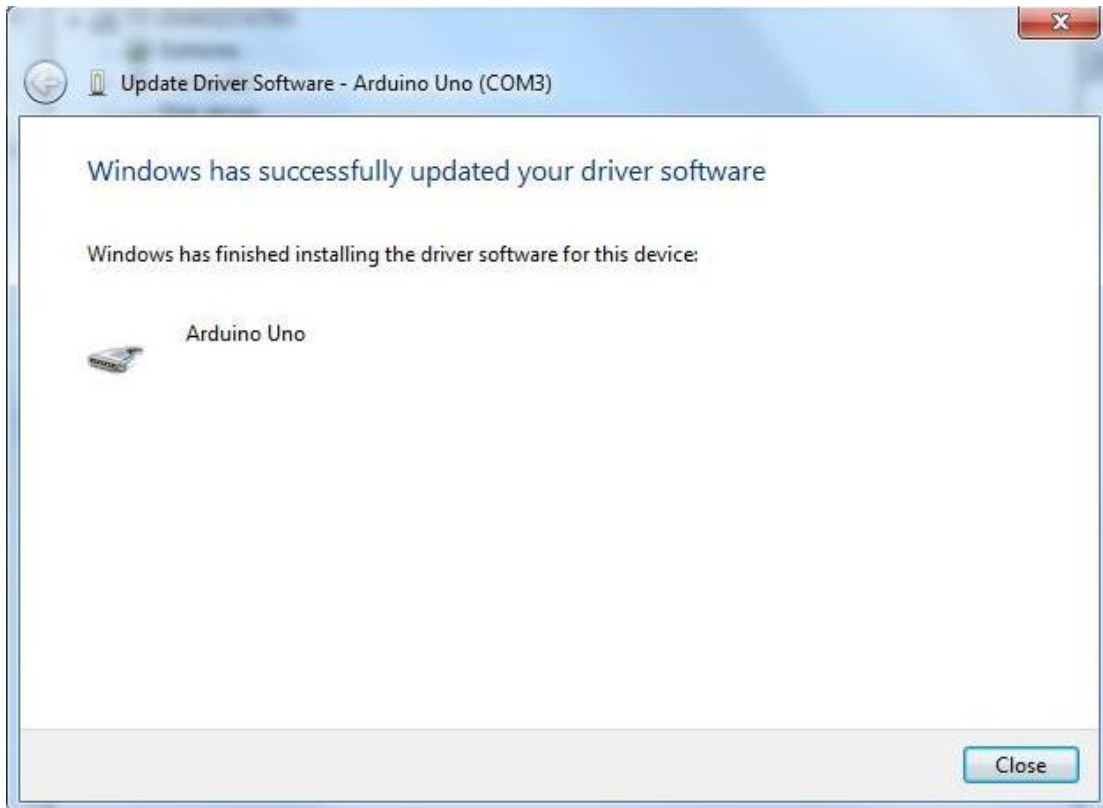 Update Driver Software - Arduino Uno (COM3)
Windows has successfully updated your driver software
Windows has finished installing the driver software for this device:
Arduino Uno
Close